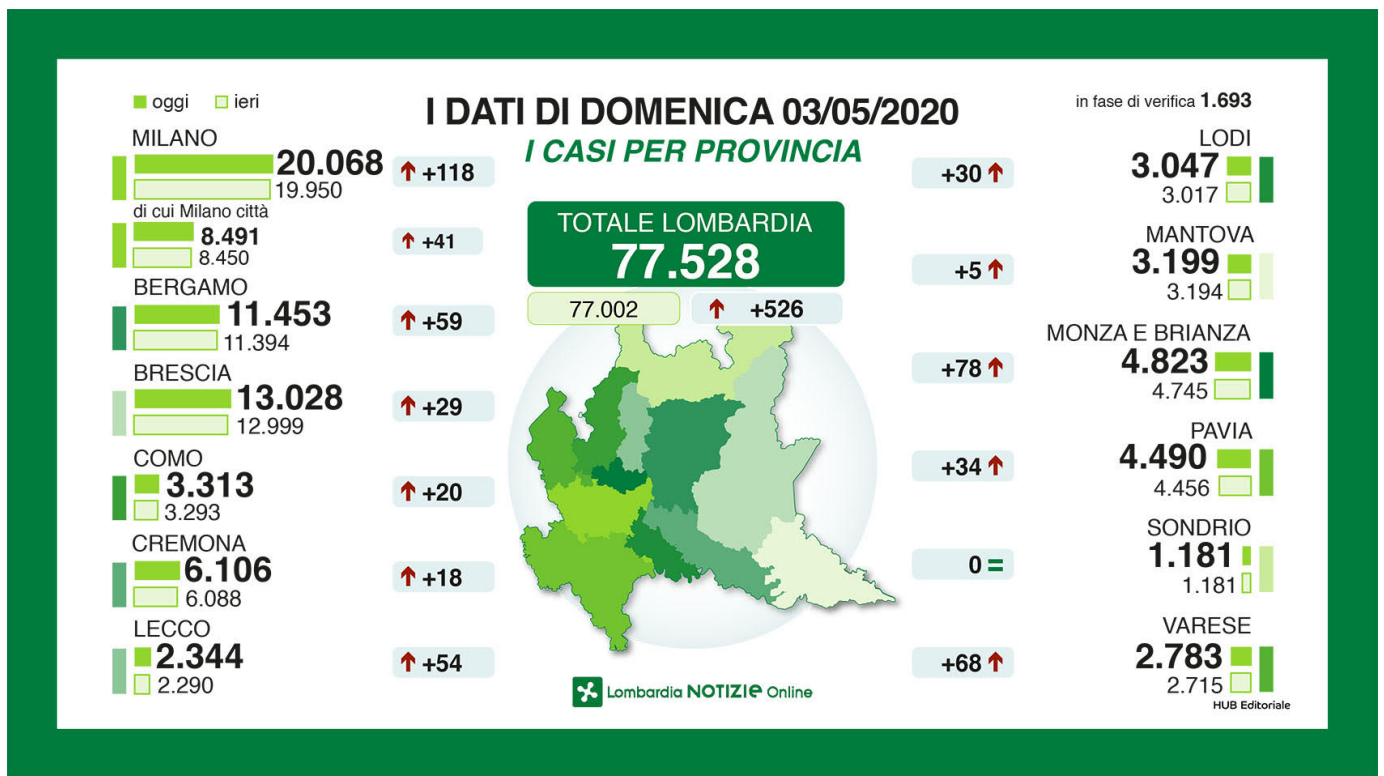 oggi ieri
I DATI DI DOMENICA 03/05/2020
I CASI PER PROVINCIA
in fase di verifica 1.693
TOTALE LOMBARDIA
77.528
77.002 +526
MILANO
20.068
19.950
+118
di cui Milano città
8.491
8.450
+41
BERGAMO
11.453
11.394
+59
BRESCIA
13.028
12.999
+29
COMO
3.313
3.293
+20
CREMONA
6.106
6.088
+18
LECCO
2.344
2.290
+54
LODI
+30
3.047
3.017
MANTOVA
+5
3.199
3.194
MONZA E BRIANZA
+78
4.823
4.745
PAVIA
+34
4.490
4.456
SONDRIO
0 =
1.181
1.181
VARESE
+68
2.783
2.715
Lombardia NOTIZIe Online
HUB Editoriale